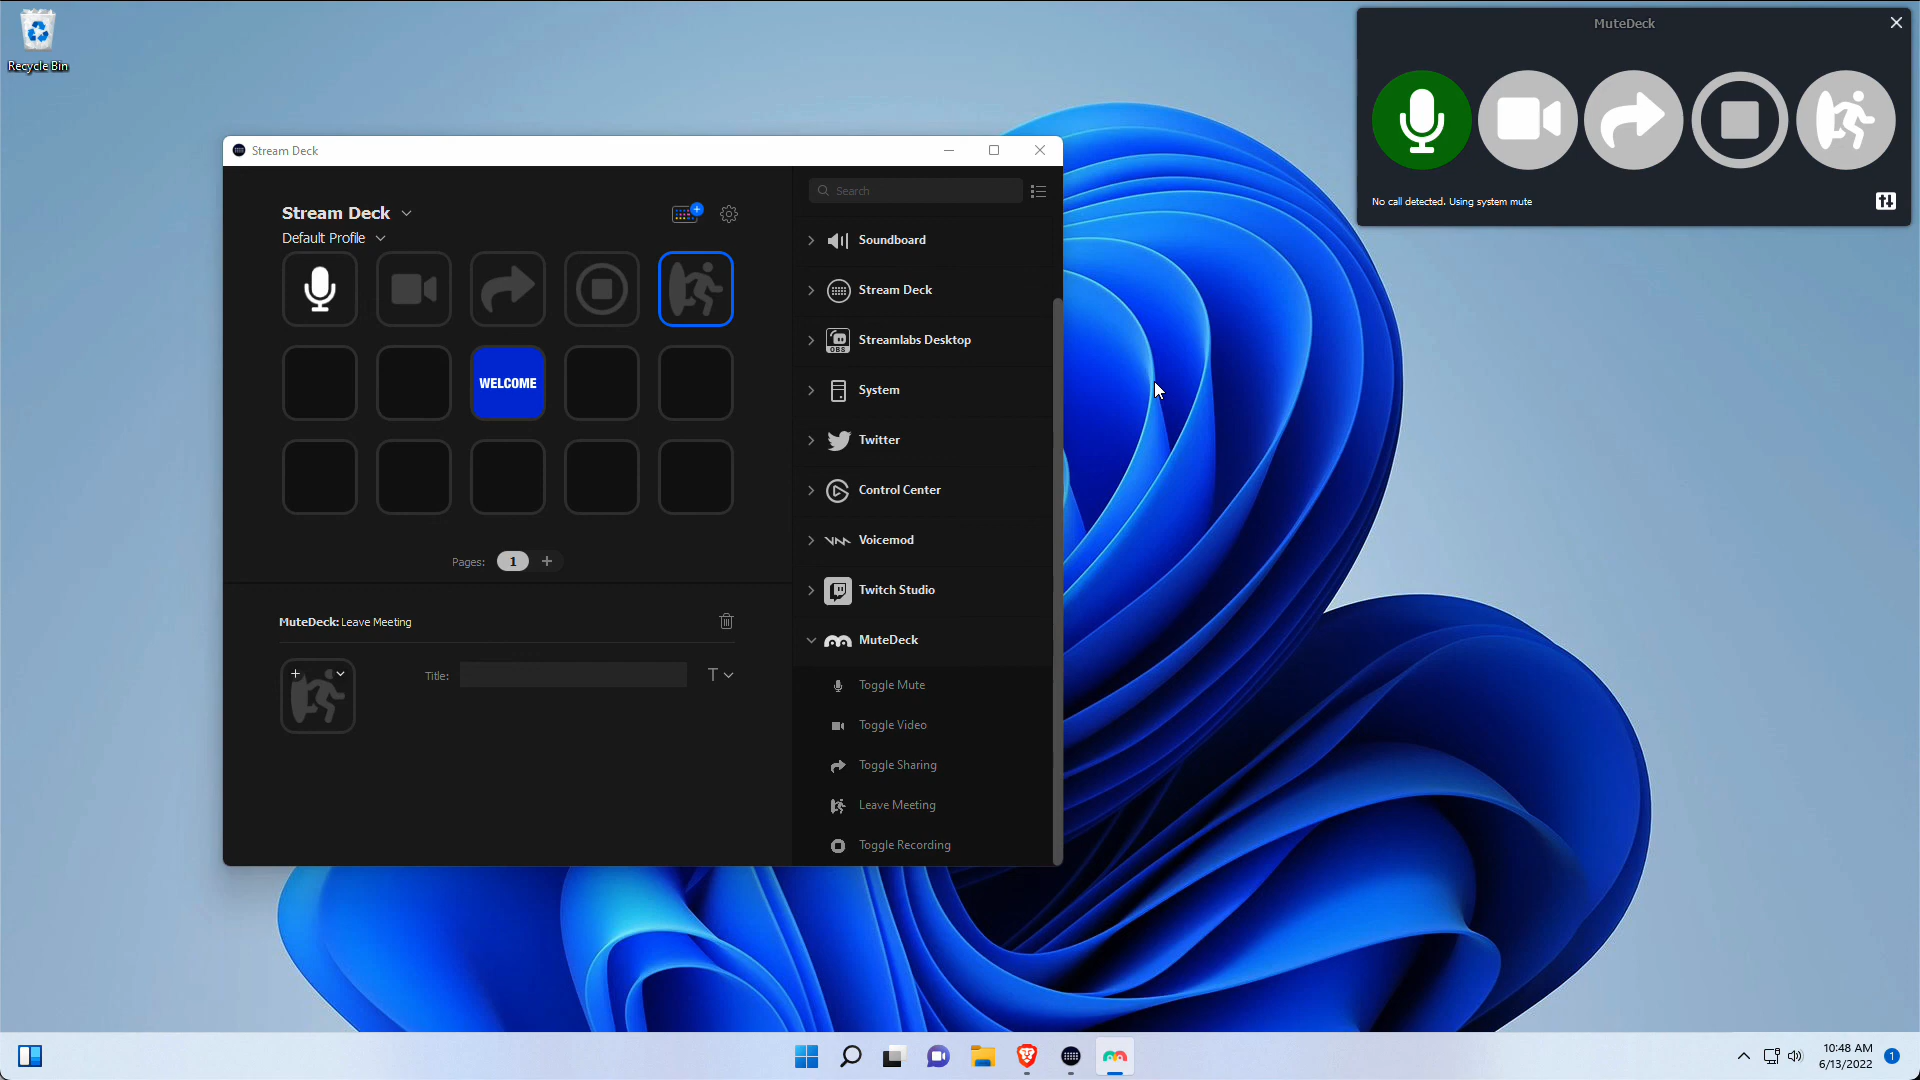 Recycle Bin
MuteDeck
No call detected. Using system mute
Stream Deck
Stream Deck
Default Profile
WELCOME
Pages: 1 +
MuteDeck: Leave Meeting
Title:
T
Search
Soundboard
Stream Deck
Streamlabs Desktop
OBS
System
Twitter
Control Center
Voicemod
Twitch Studio
MuteDeck
Toggle Mute
Toggle Video
Toggle Sharing
Leave Meeting
Toggle Recording
10:48 AM
6/13/2022
1